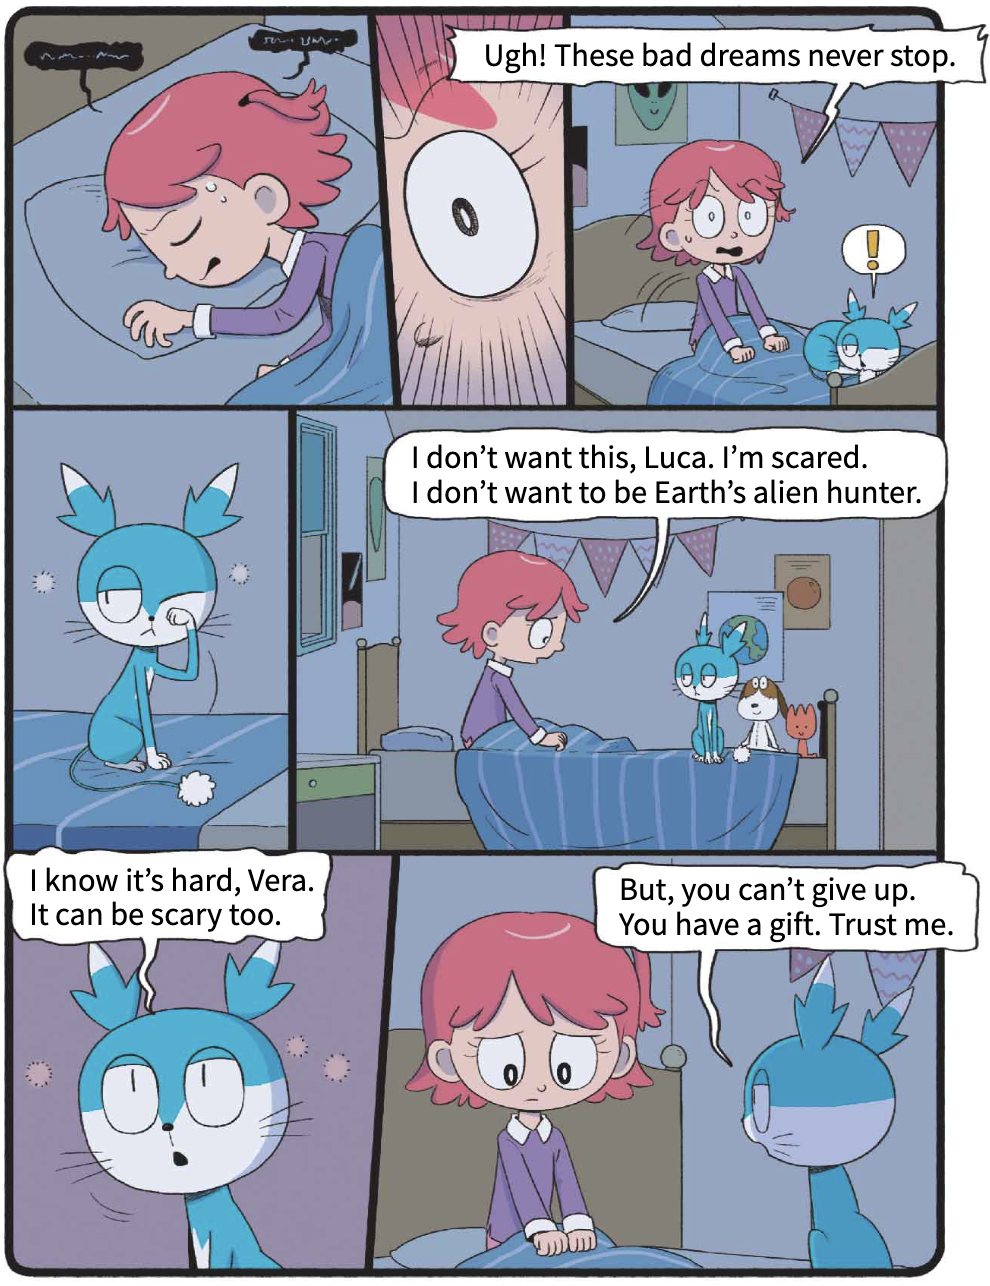 Ugh! These bad dreams never stop.
!
I don't want this, Luca. I'm scared.
I don't want to be Earth's alien hunter.
I know it's hard, Vera.
It can be scary too.
But, you can't give up.
You have a gift. Trust me.